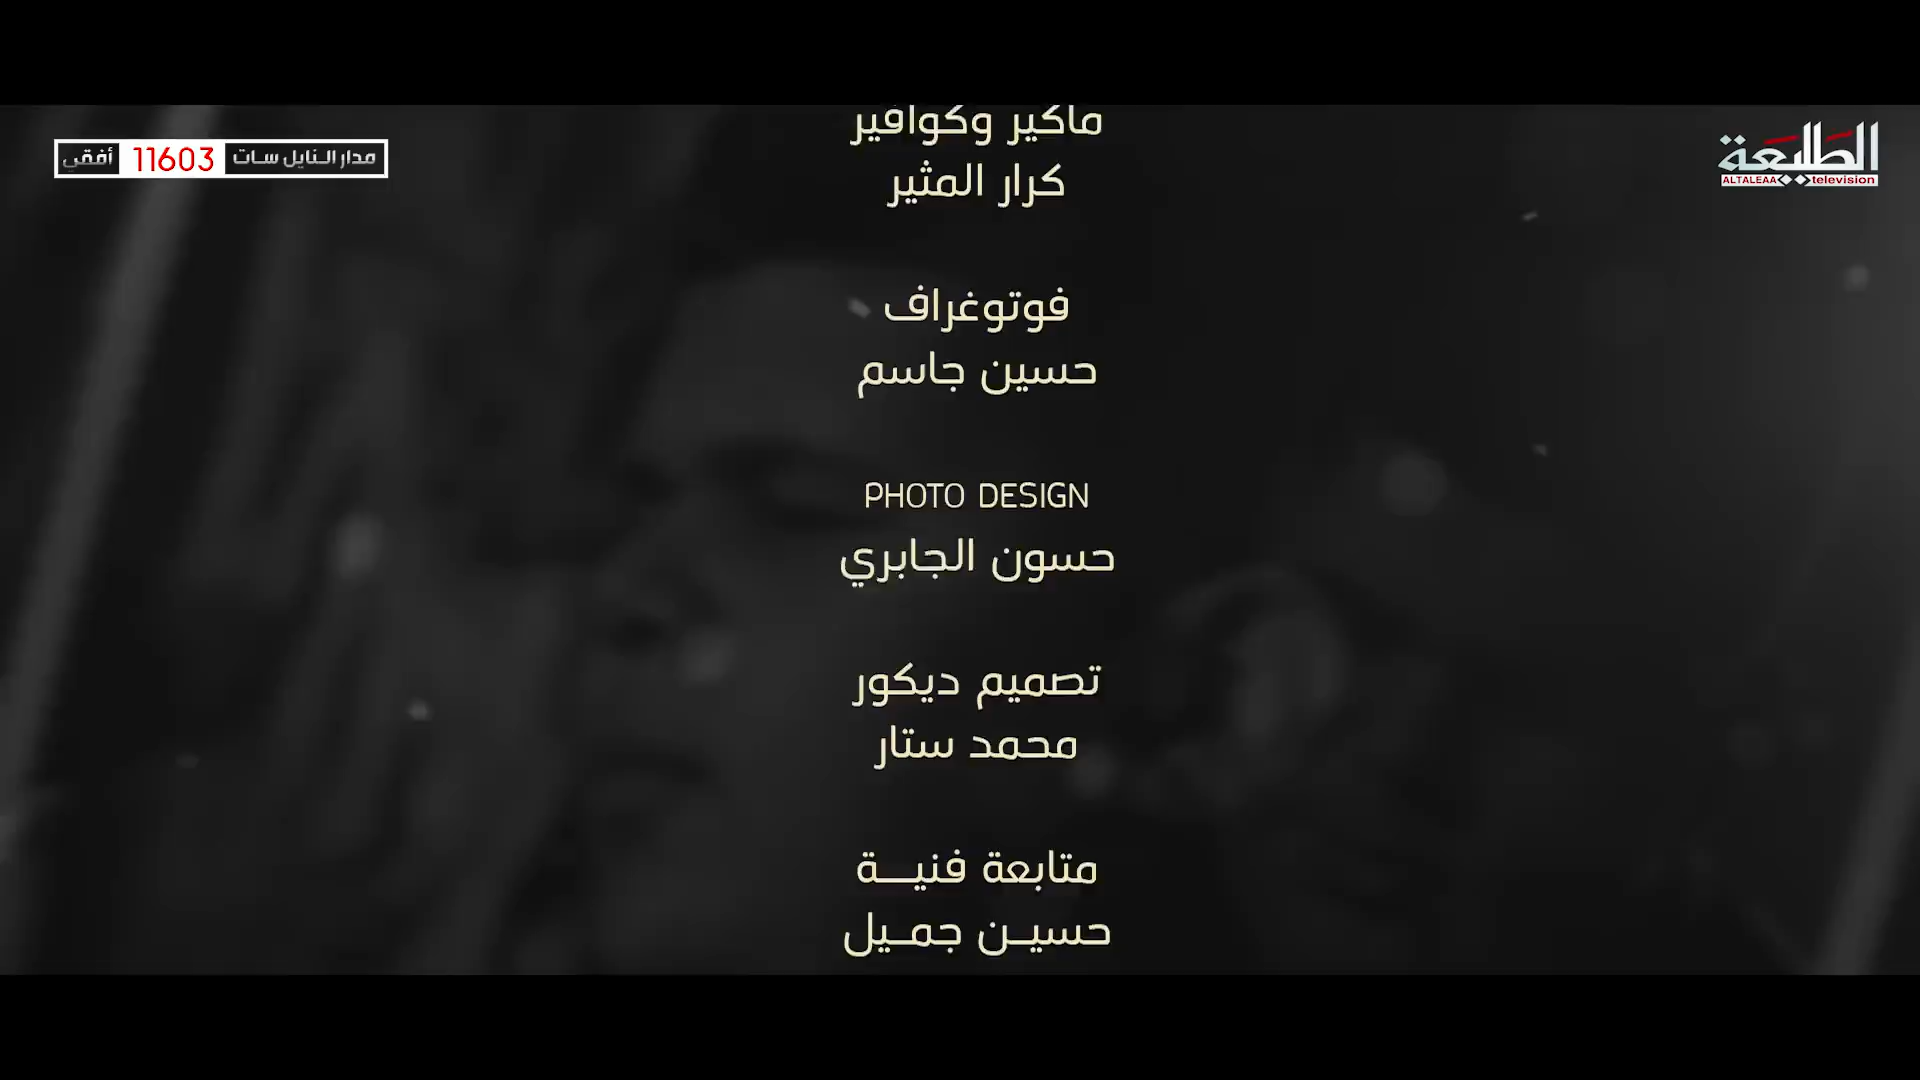 مدار النايل سات 11603 أفقي
الطليعة
ALTALEAA television
ماكير وكوافير
كرار المثير
فوتوغراف
حسين جاسم
PHOTO DESIGN
حسون الجابري
تصميم ديكور
محمد ستار
متابعة فنيـــة
حسيــن جمـيل